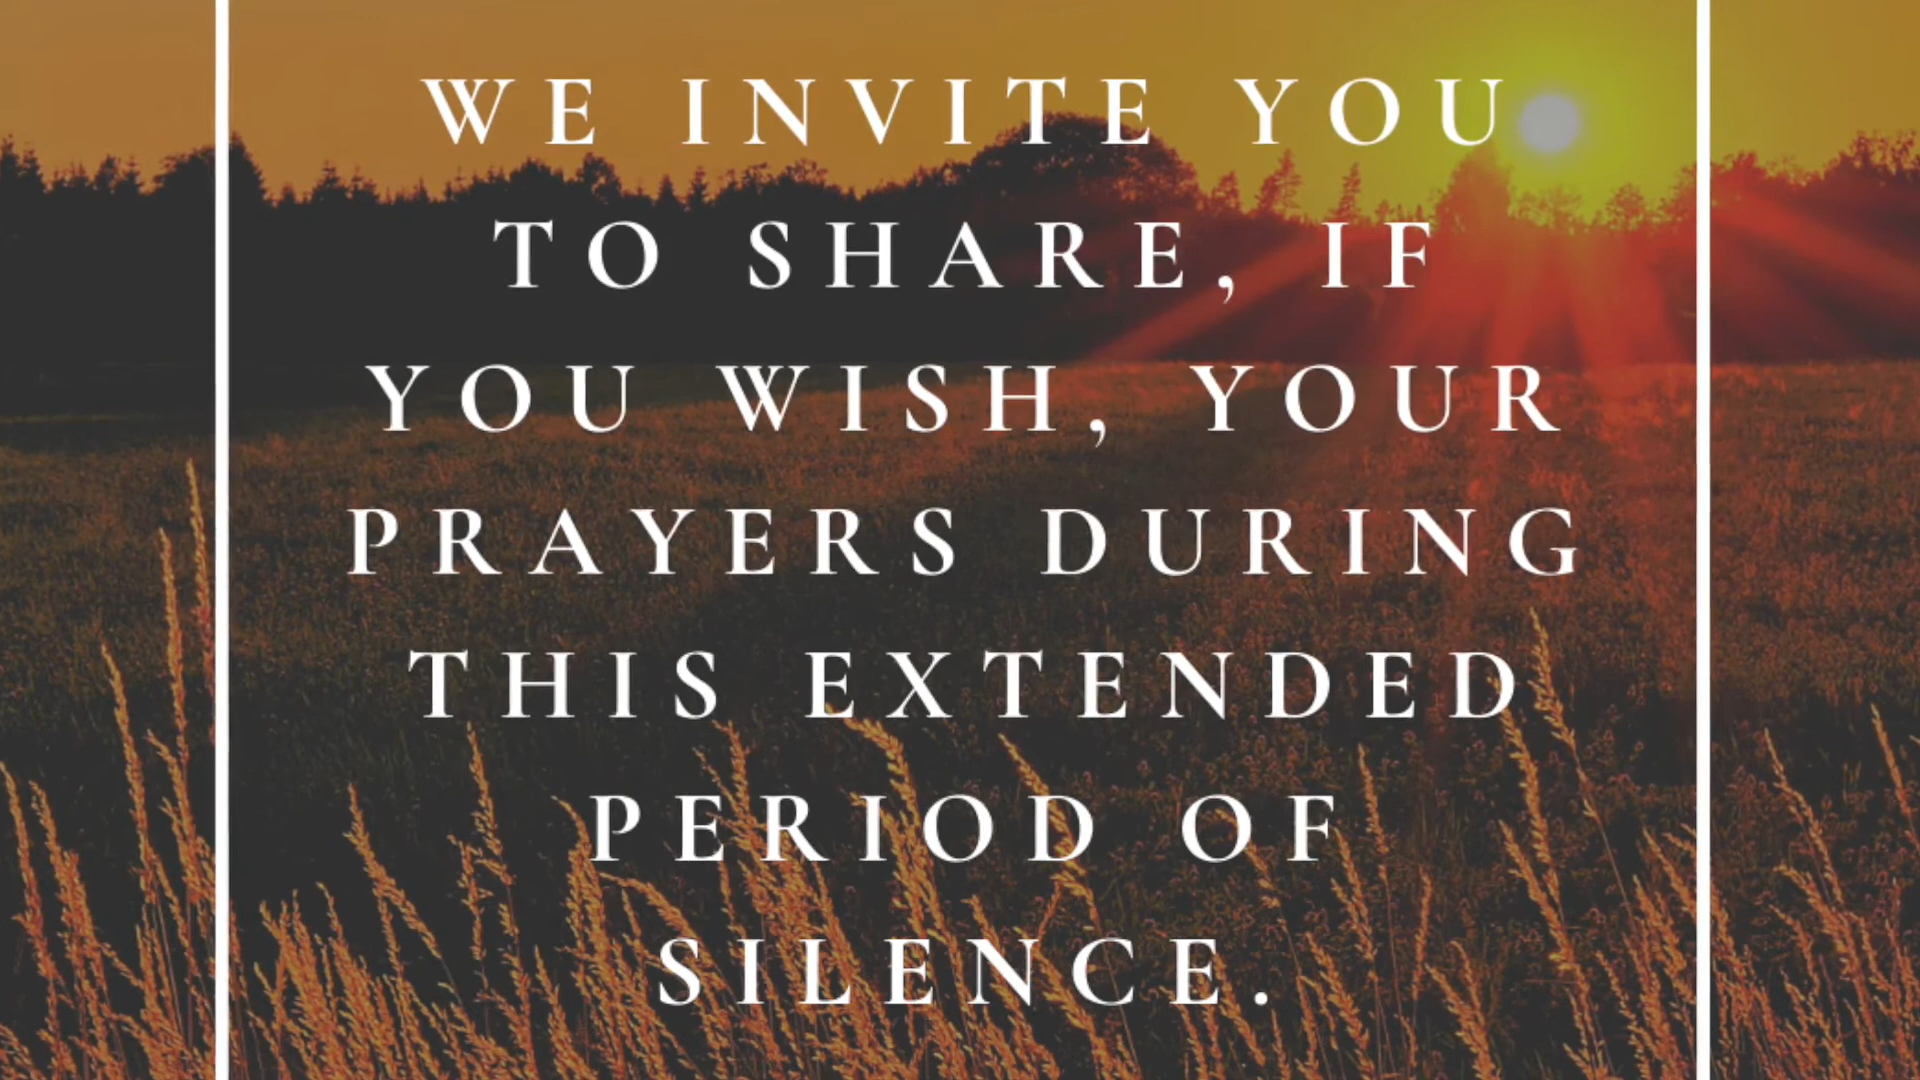 WE INVITE YOU
TO SHARE, IF
YOU WISH, YOUR
PRAYERS DURING
THIS EXTENDED
PERIOD OF
SILENCE.